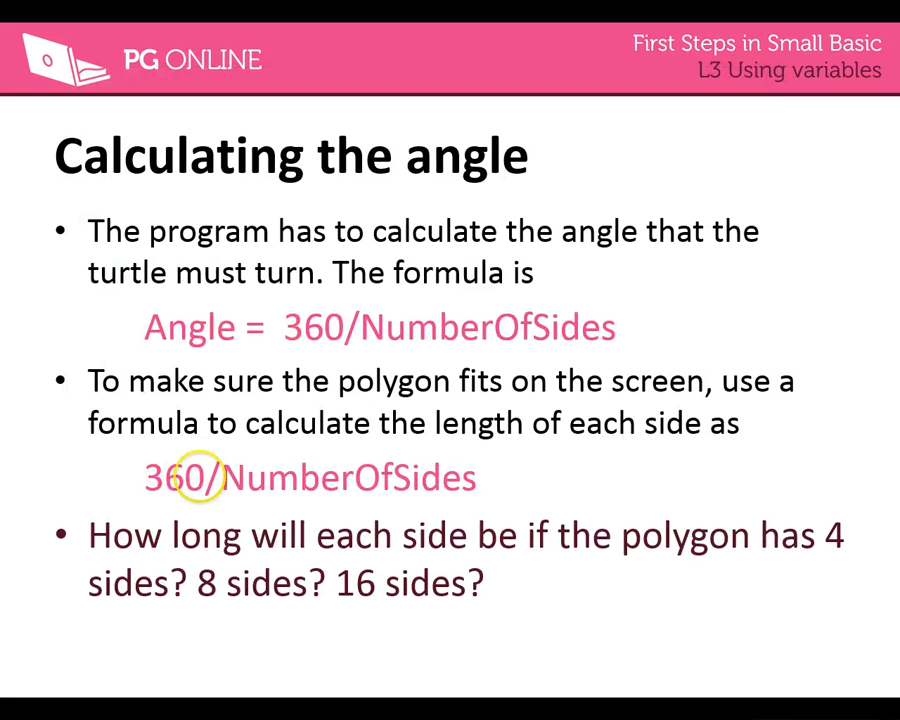 PG ONLINE
First Steps in Small Basic
L3 Using variables
Calculating the angle
• The program has to calculate the angle that the
turtle must turn. The formula is
Angle = 360/NumberOfSides
• To make sure the polygon fits on the screen, use a
formula to calculate the length of each side as
360/NumberOfSides
• How long will each side be if the polygon has 4
sides? 8 sides? 16 sides?